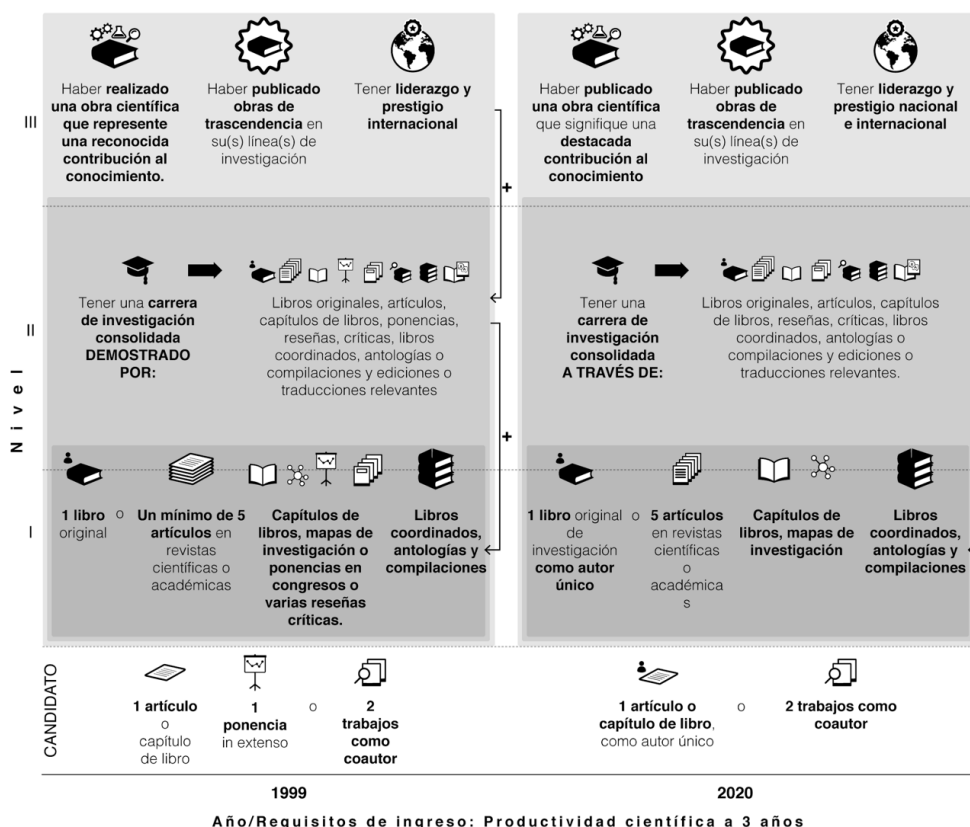 III
Haber realizado
una obra científica
que represente
una reconocida
contribución al
conocimiento.
Haber publicado
obras de
trascendencia en
su(s) línea(s) de
investigación
Tener liderazgo y
prestigio
internacional
+
Haber publicado
una obra científica
que signifique una
destacada
contribución al
conocimiento
Haber publicado
obras de
trascendencia en
su(s) línea(s) de
investigación
Tener liderazgo y
prestigio nacional
e internacional
Nivel
II
Tener una carrera
de investigación
consolidada
DEMOSTRADO
POR:
Libros originales, artículos,
capítulos de libros, ponencias,
reseñas, críticas, libros
coordinados, antologías o
compilaciones y ediciones o
traducciones relevantes
+
Tener una
carrera de
investigación
consolidada
A TRAVÉS DE:
Libros originales, artículos, capítulos
de libros, reseñas, críticas, libros
coordinados, antologías o
compilaciones y ediciones o
traducciones relevantes.
I
1 libro
original
o
Un mínimo de 5
artículos en
revistas
científicas o
académicas
Capítulos de
libros, mapas de
investigación o
ponencias en
congresos o
varias reseñas
críticas.
Libros
coordinados,
antologías y
compilaciones
1 libro original
de
investigación
como autor
único
o
5 artículos
en revistas
científicas
o
académica
s
Capítulos de
libros, mapas de
investigación
Libros
coordinados,
antologías y
compilaciones
CANDIDATO
1 artículo
o
capítulo
de libro
1
ponencia
in extenso
o
2
trabajos
como
coautor
1 artículo o
capítulo de libro,
como autor único
o
2 trabajos como
coautor
1999
2020
Año/Requisitos de ingreso: Productividad científica a 3 años